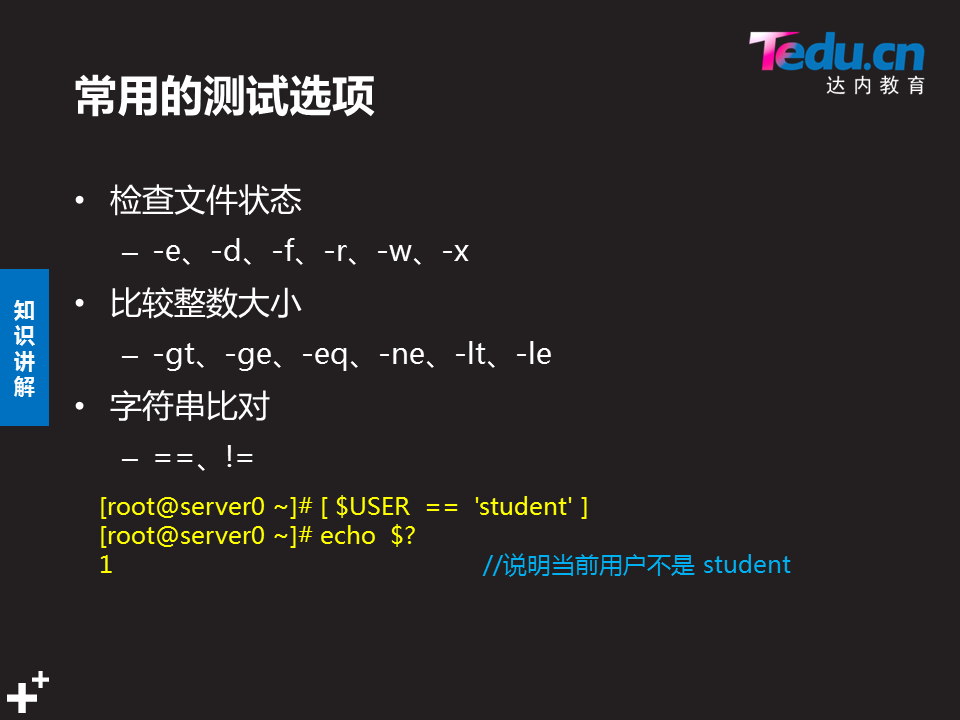 Tedu.cn
达内教育
常用的测试选项
• 检查文件状态
– -e、-d、-f、-r、-w、-x
• 比较整数大小
– -gt、-ge、-eq、-ne、-lt、-le
• 字符串比对
– ==、!=
知识讲解
[root@server0 ~]# [ $USER == 'student' ]
[root@server0 ~]# echo $?
1 //说明当前用户不是 student